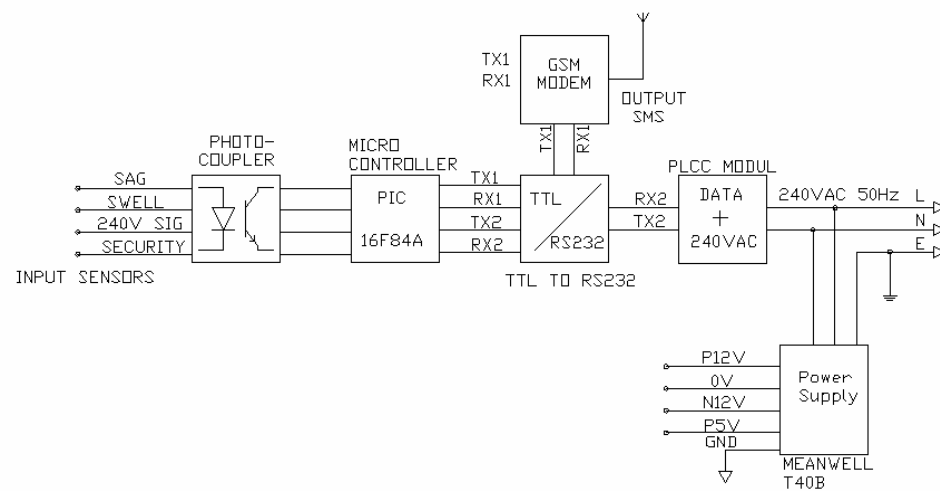 TX1
RX1
GSM
MODEM
OUTPUT
SMS
TX1
RX1
PHOTO-
COUPLER
MICRO
CONTROLLER
PLCC MODUL
SAG
SWELL
240V SIG
SECURITY
INPUT SENSORS
PIC
16F84A
TX1
RX1
TX2
RX2
TTL
RS232
TTL TO RS232
RX2
TX2
DATA
+
240VAC
240VAC 50Hz
L
N
E
P12V
0V
N12V
P5V
GND
Power
Supply
MEANWELL
T40B